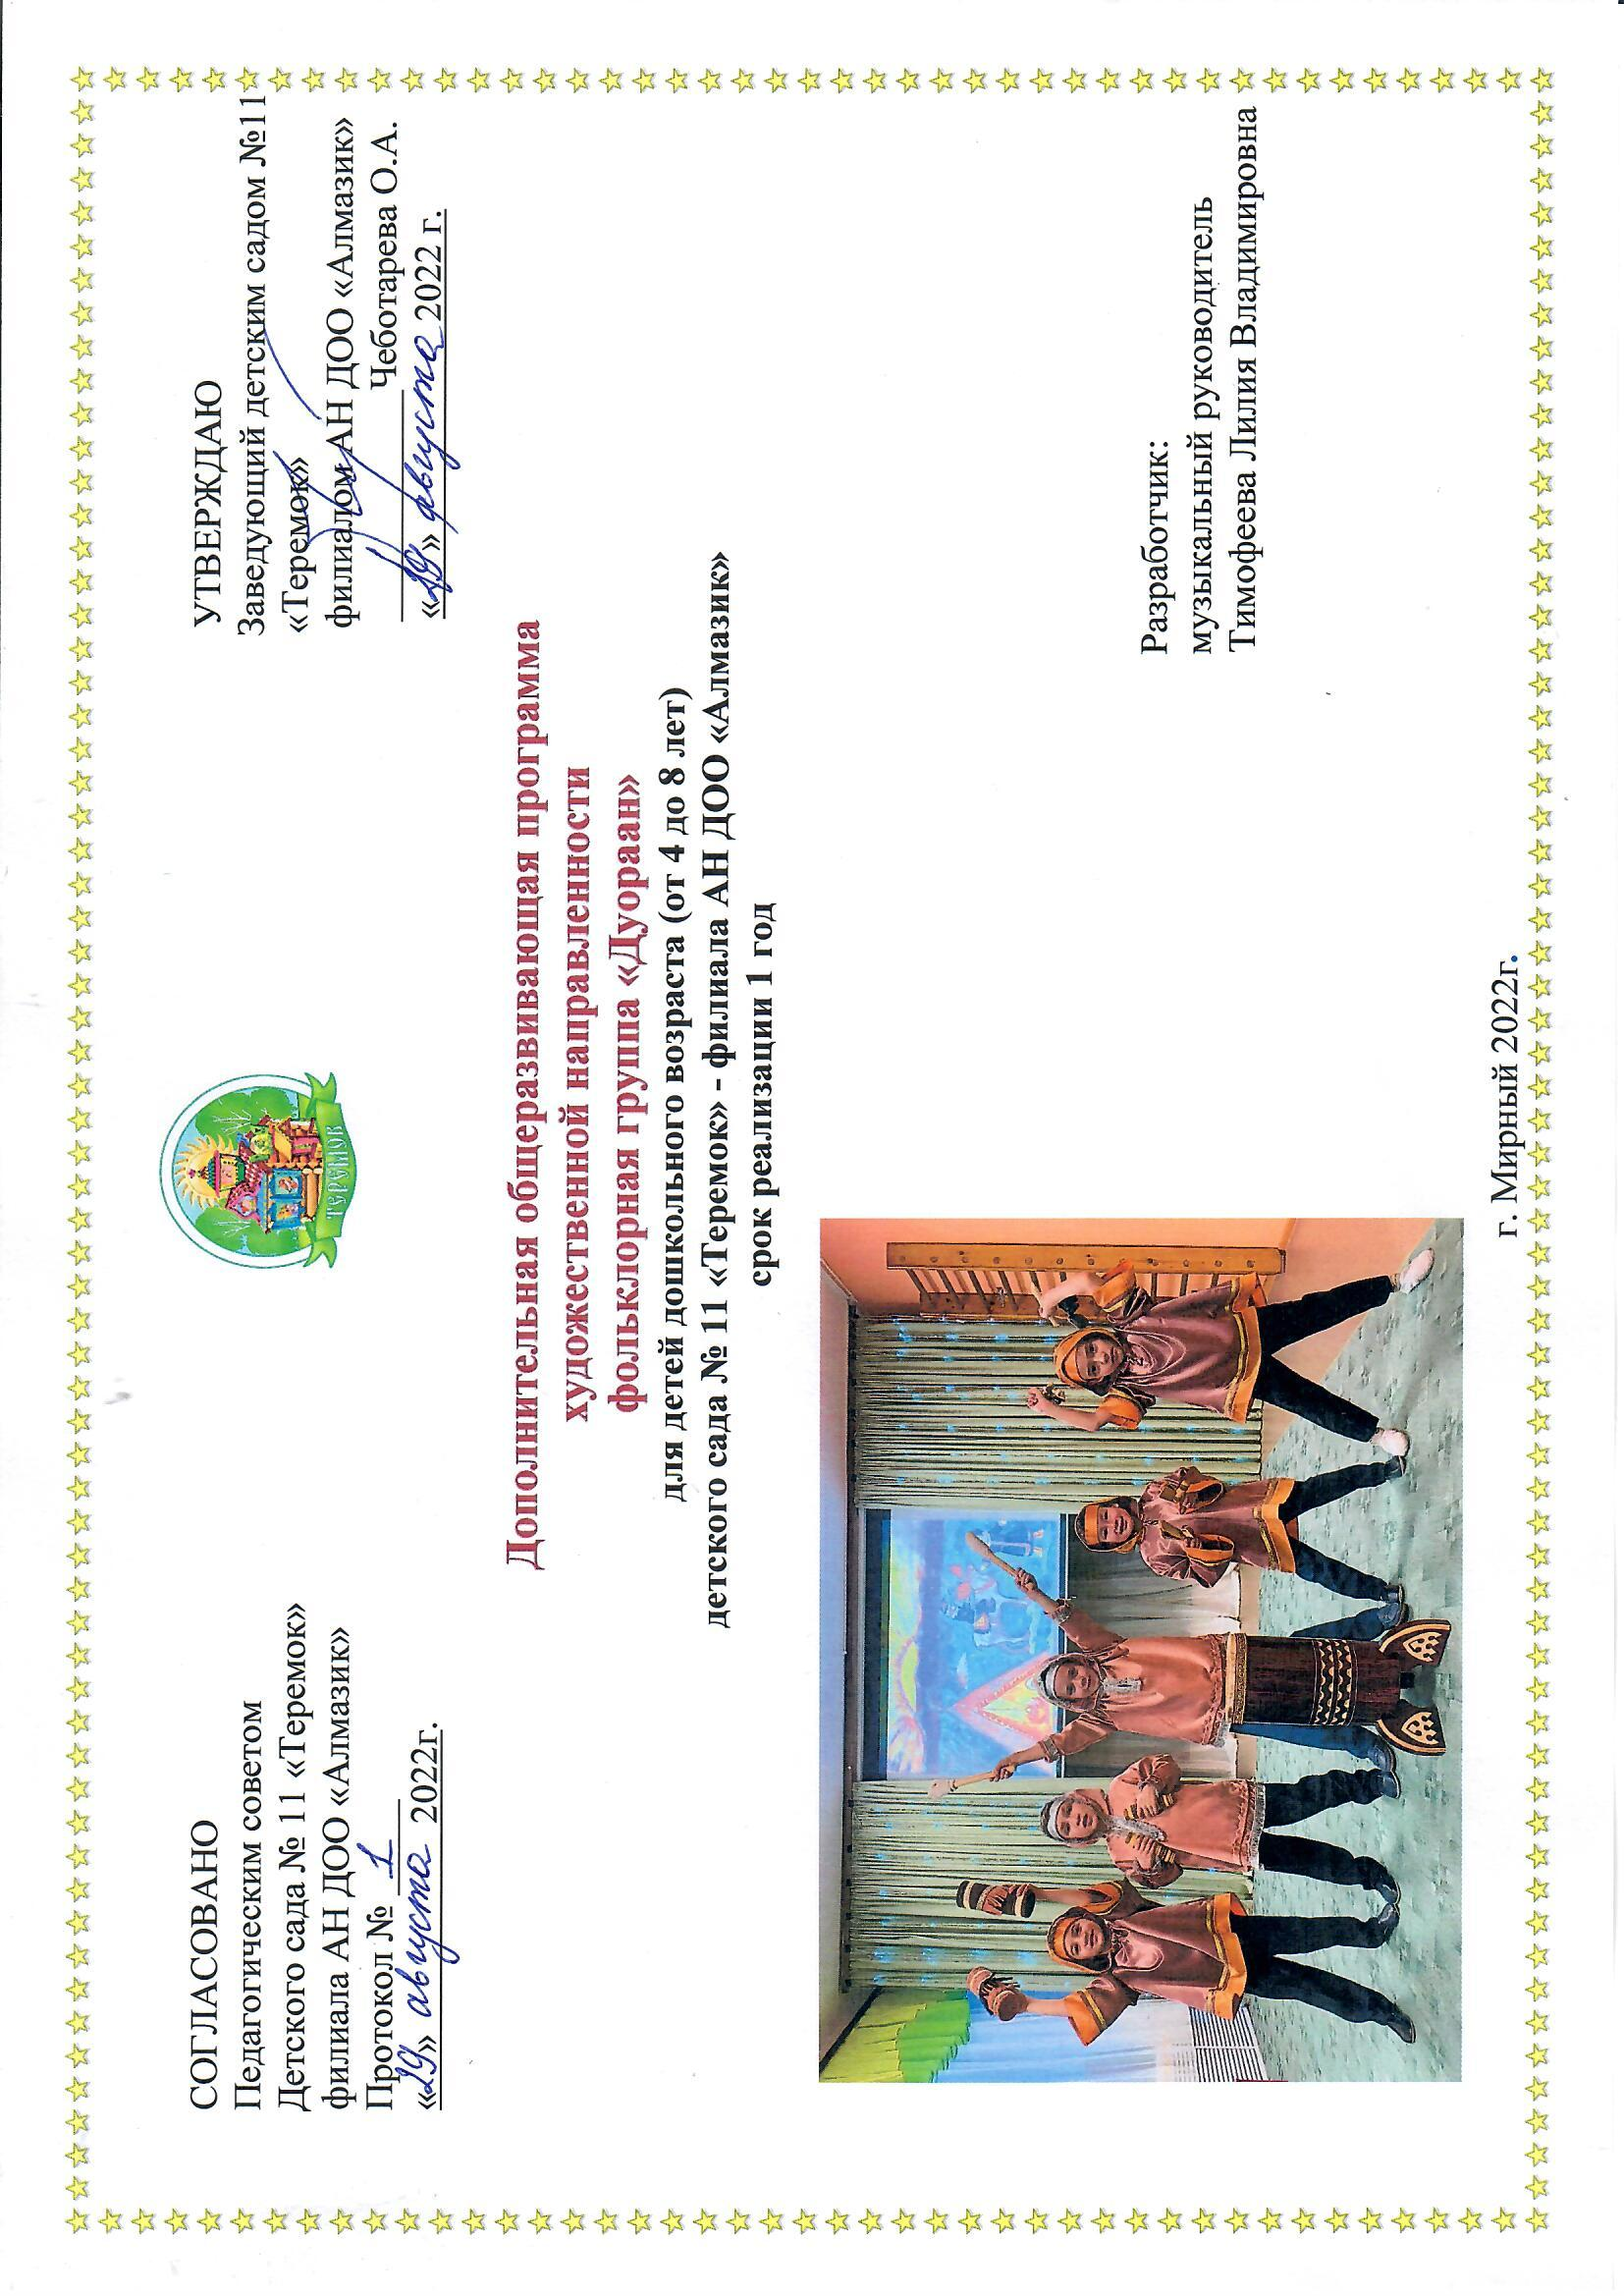 СОГЛАСОВАНО
Педагогическим советом
Детского сада № 11 «Теремок»
филиала АН ДОО «Алмазик»
Протокол № 1
«29» августа 2022г.
ТЕРЕМОК
УТВЕРЖДАЮ
Заведующий детским садом №11
«Теремок»
филиалом АН ДОО «Алмазик»
Чеботарева О.А.
«29» августа 2022 г.
Дополнительная общеразвивающая программа
художественной направленности
фольклорная группа «Дуораан»
для детей дошкольного возраста (от 4 до 8 лет)
детского сада № 11 «Теремок» - филиала АН ДОО «Алмазик»
срок реализации 1 год
Разработчик:
музыкальный руководитель
Тимофеева Лилия Владимировна
г. Мирный 2022г.